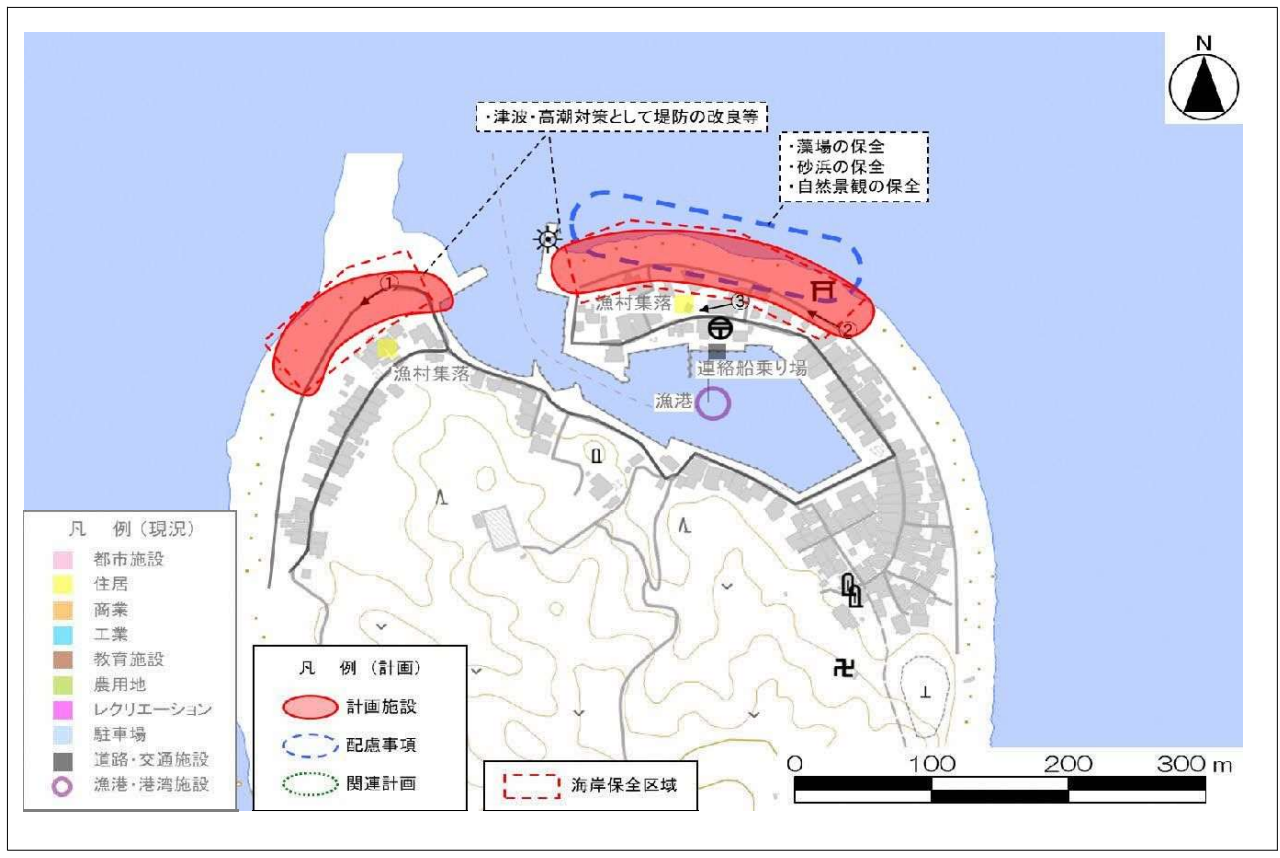 N
・津波・高潮対策として堤防の改良等
・藻場の保全
・砂浜の保全
・自然景観の保全
①
漁村集落
③
②
漁村集落
連絡船乗り場
漁港
凡 例 (現況)
都市施設
住居
商業
工業
教育施設
農用地
レクリエーション
駐車場
道路・交通施設
漁港・港湾施設
凡 例 (計画)
計画施設
配慮事項
関連計画
海岸保全区域
0 100 200 300 m